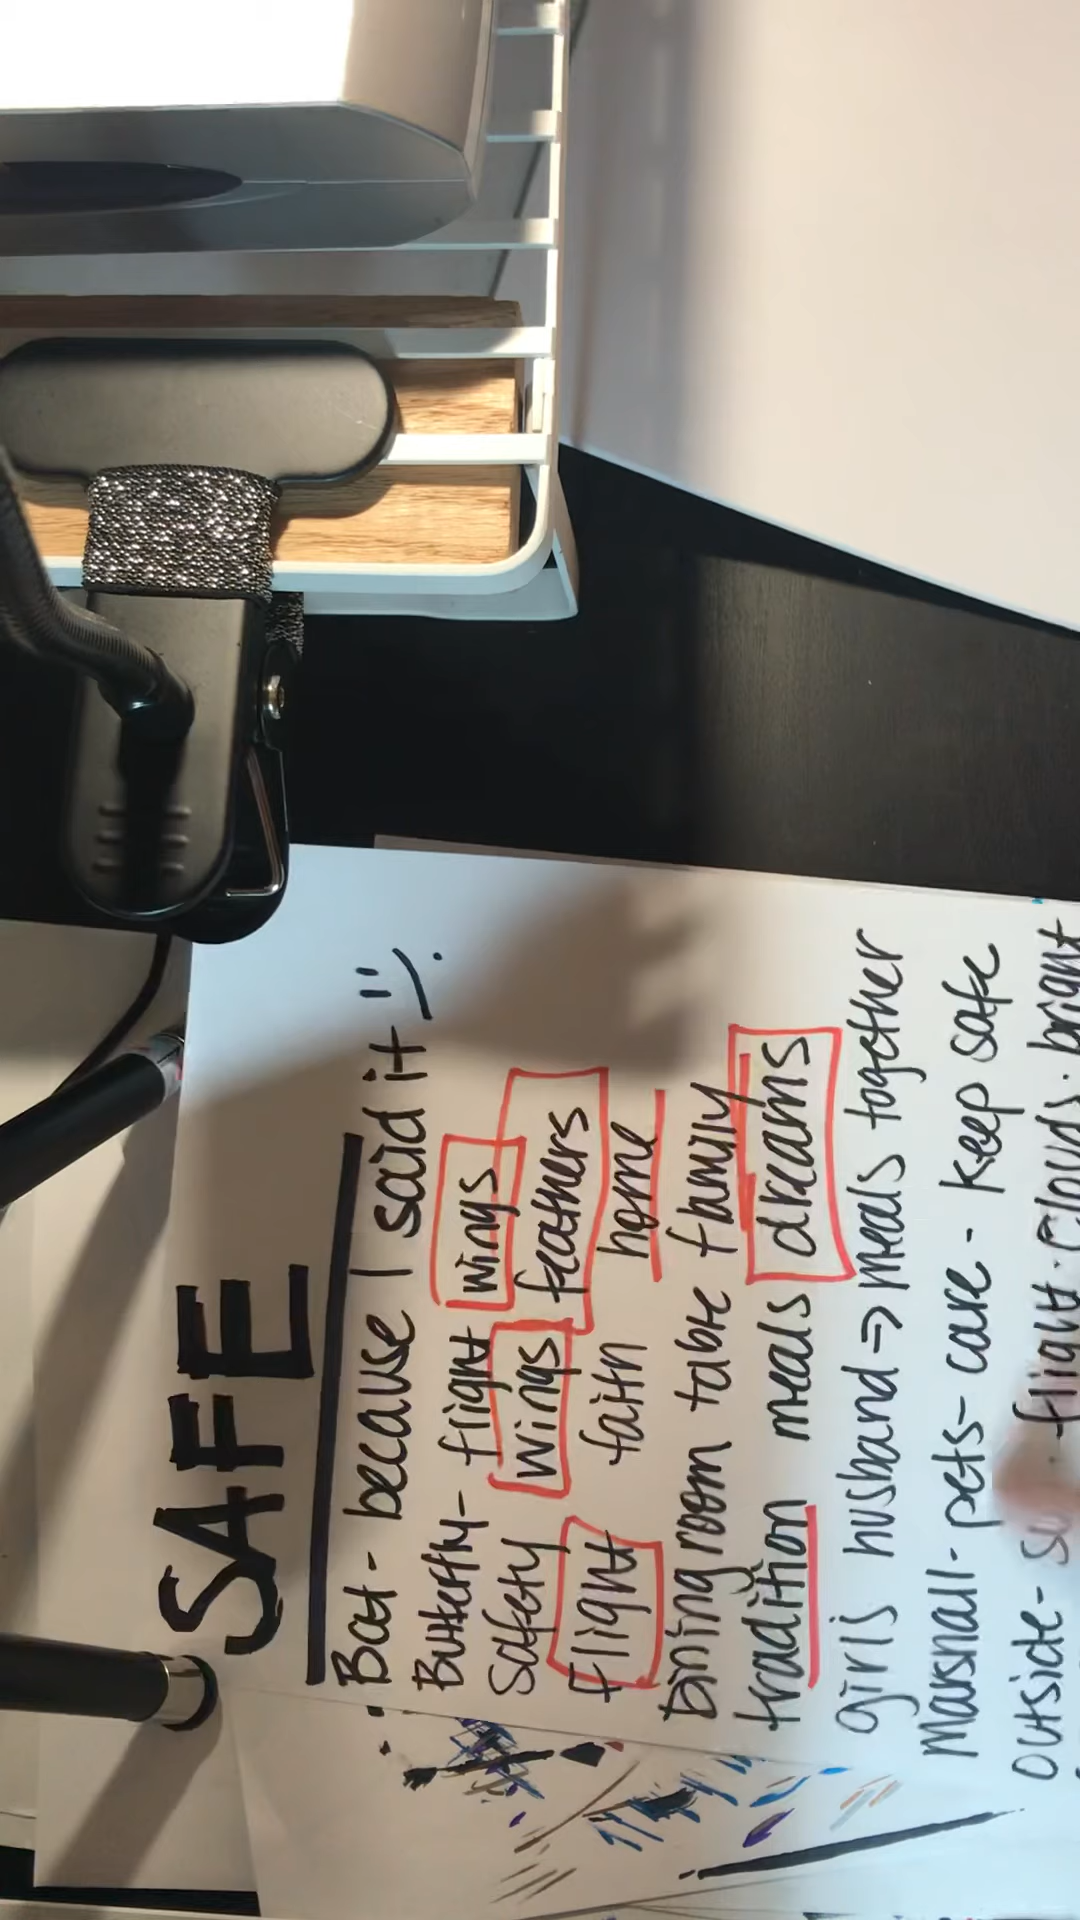 SAFE
Bat - because I said it
Butterfly - flight wings
Safety wings feathers
Flight faith home
Dining room table family
tradition meals dreams
girls husband => meals together
Marshall - pets - care - keep safe
outside - flight. clouds. bright